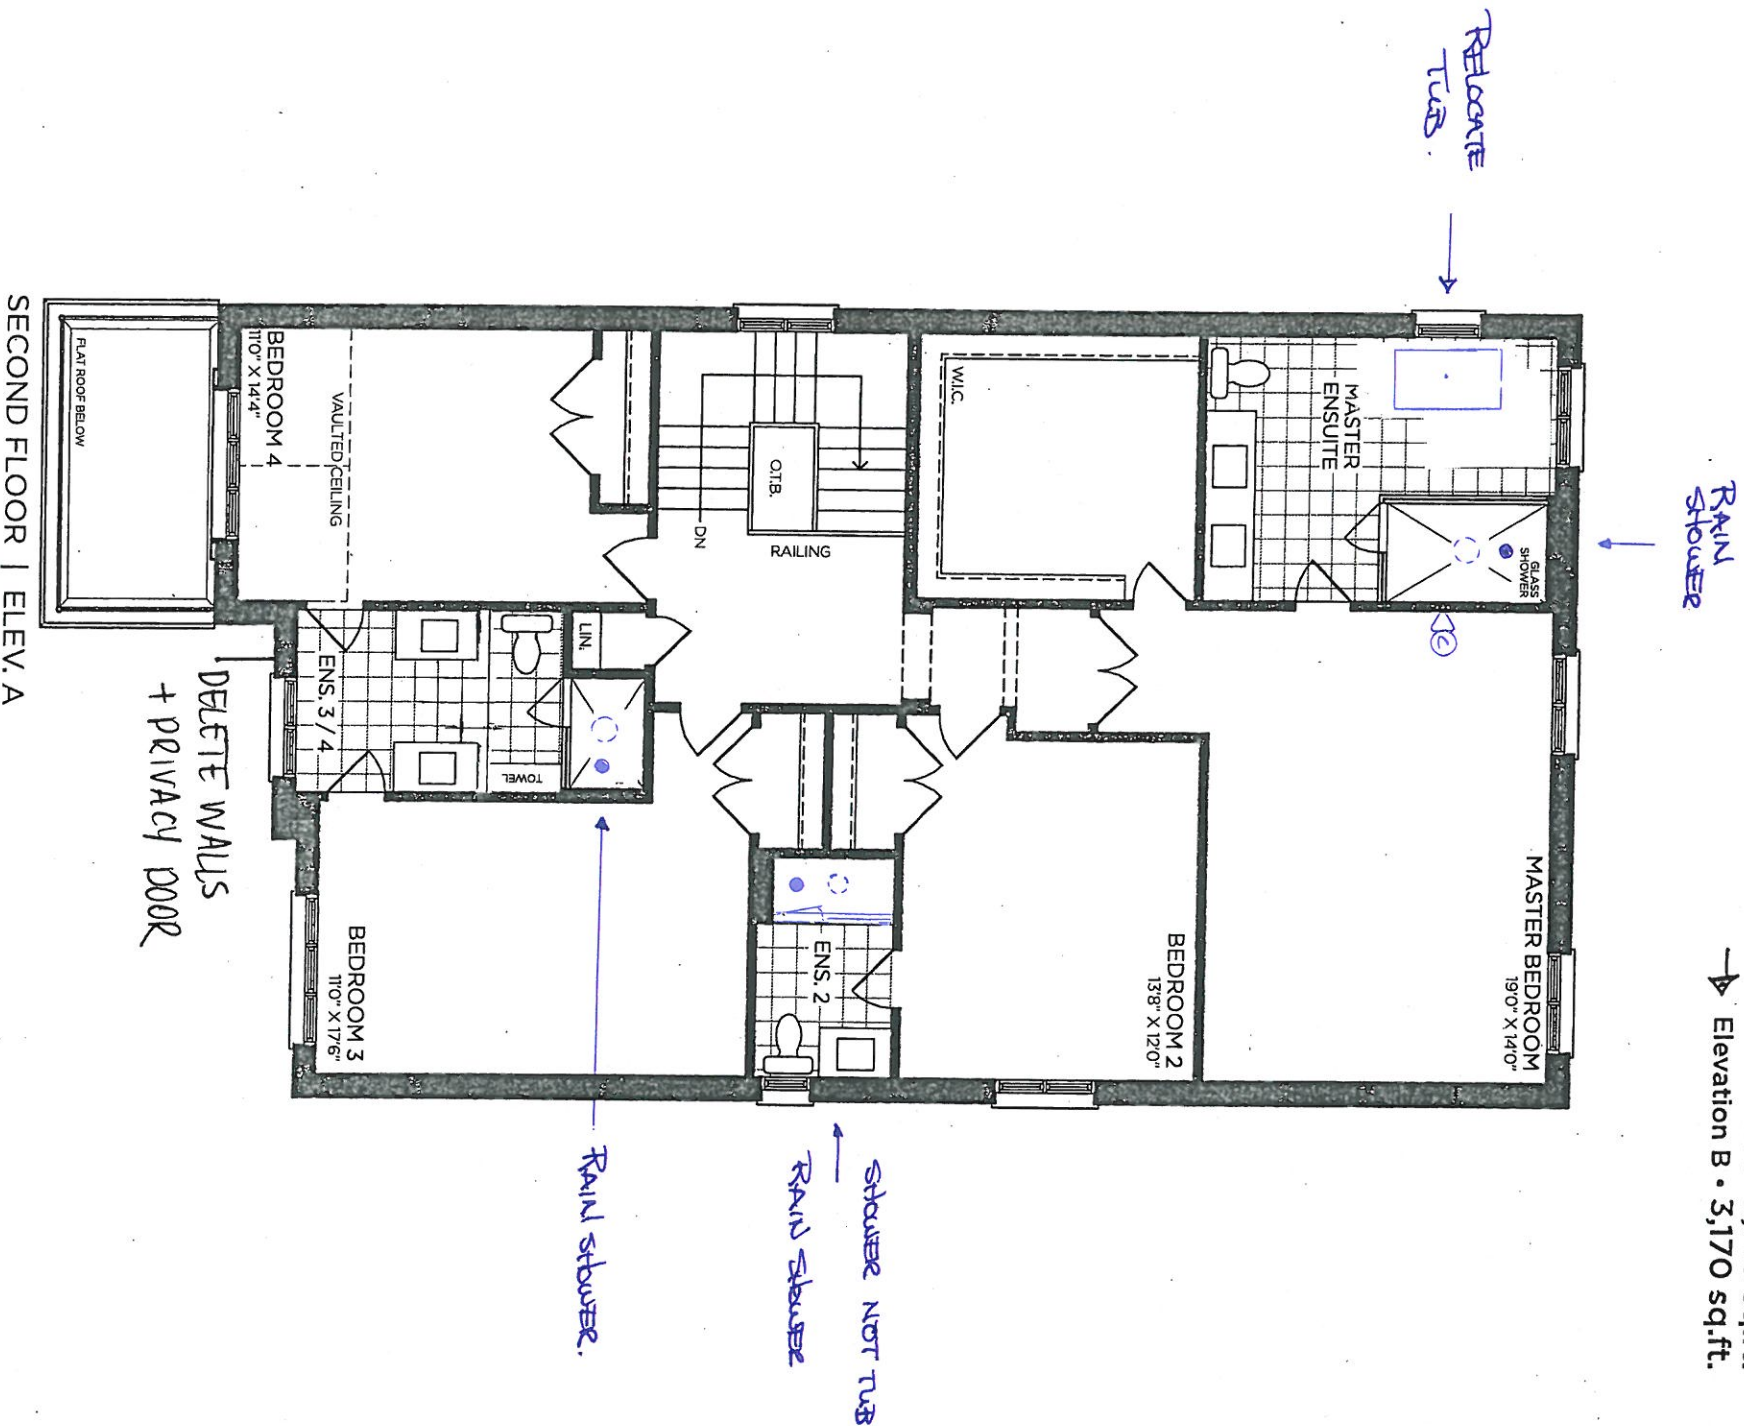 Elevation B • 3,170 sq.ft.
RAIN
SHOWER
RELOCATE
TUB.
GLASS
SHOWER
MASTER
ENSUITE
C
MASTER BEDROOM
19'0" X 14'0"
W.I.C.
BEDROOM 2
13'8" X 12'0"
DN
O.T.B.
RAILING
ENS. 2
SHOWER NOT TUB
RAIN SHOWER
LIN.
TOWEL
RAIN SHOWER.
BEDROOM 4
11'0" X 14'4"
VAULTED CEILING
ENS. 3 / 4
BEDROOM 3
11'0" X 17'6"
DELETE WALLS
+ PRIVACY DOOR
FLAT ROOF BELOW
SECOND FLOOR | ELEV. A